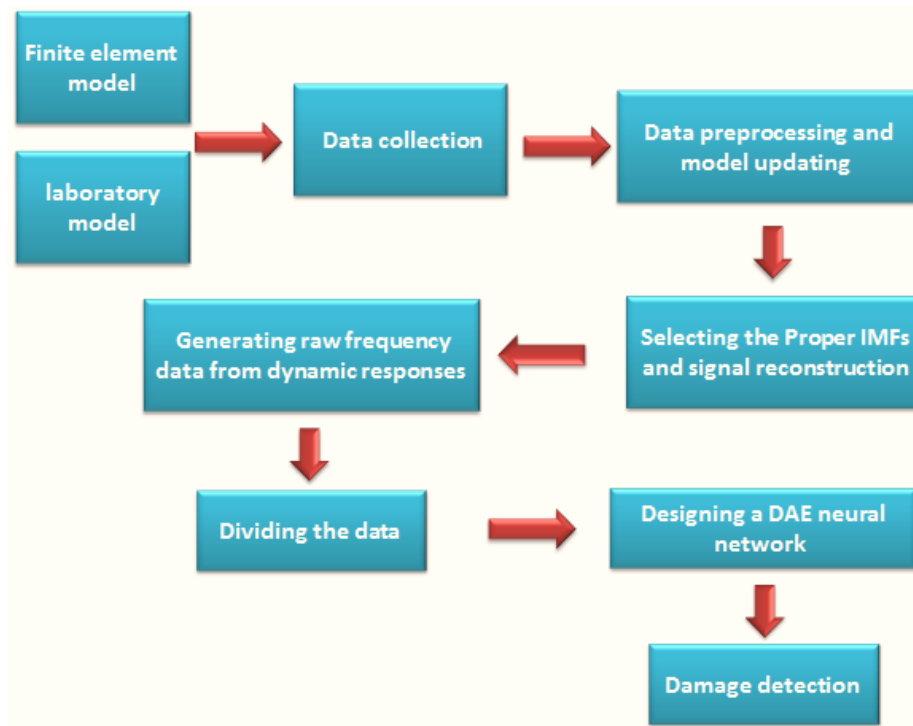 Finite element
model
laboratory
model
Data collection
Data preprocessing and
model updating
Selecting the Proper IMFs
and signal reconstruction
Generating raw frequency
data from dynamic responses
Dividing the data
Designing a DAE neural
network
Damage detection